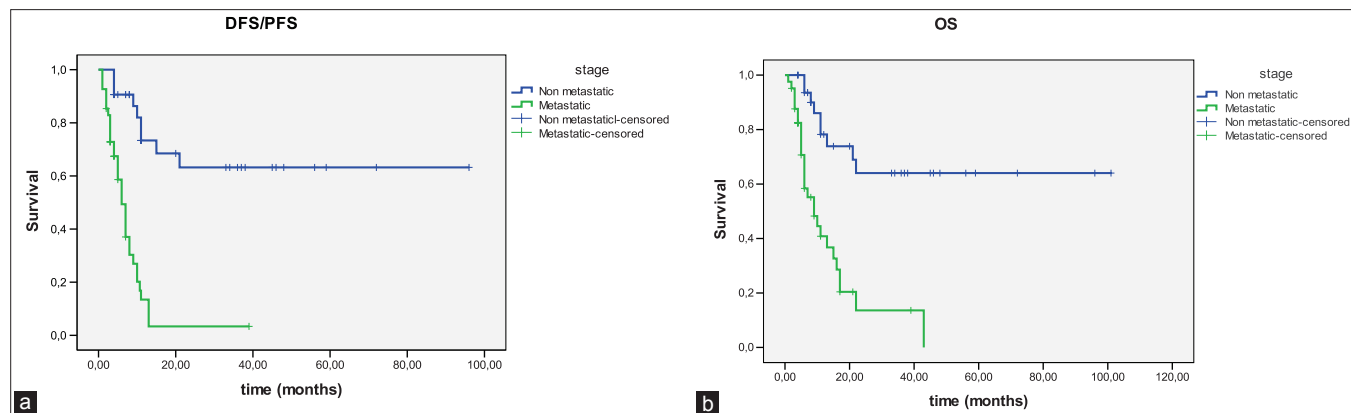 DFS/PFS
stage
Non metastatic
Metastatic
Non metastaticl-censored
Metastatic-censored
Survival
1,0
0,8
0,6
0,4
0,2
0,0
0,00
20,00
40,00
60,00
80,00
100,00
time (months)
a
OS
stage
Non metastatic
Metastatic
Non metastatic-censored
Metastatic-censored
Survival
1,0
0,8
0,6
0,4
0,2
0,0
0,00
20,00
40,00
60,00
80,00
100,00
120,00
time (months)
b